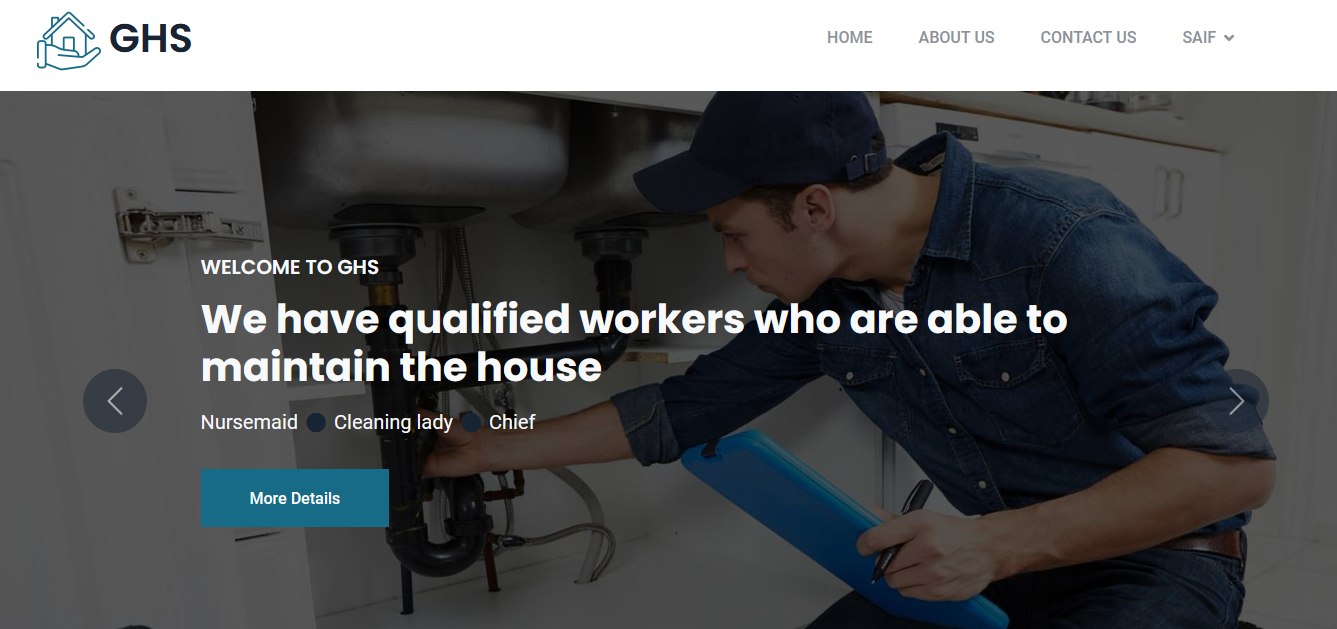 GHS
HOME ABOUT US CONTACT US SAIF
WELCOME TO GHS
We have qualified workers who are able to
maintain the house
Nursemaid Cleaning lady Chief
More Details